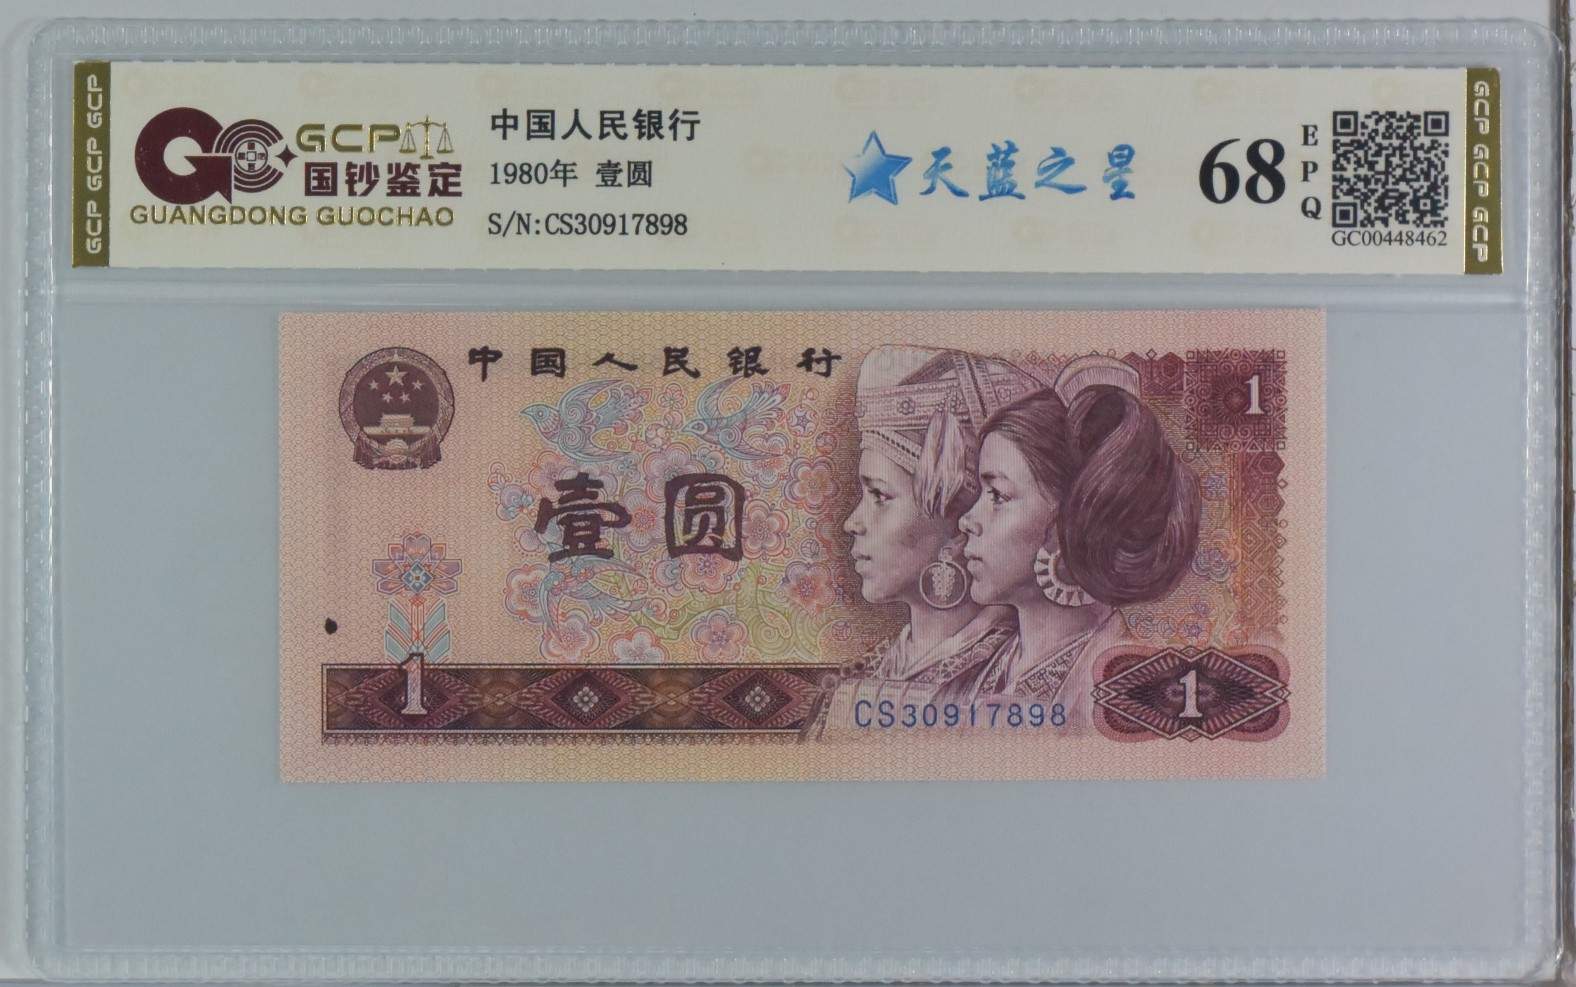 GCP GCP GCP
GCP
国钞鉴定
GUANGDONG GUOCHAO
中国人民银行
1980年 壹圆
S/N:CS30917898
天蓝之星
68
EPQ
GC00448462
GCP GCP GCP
中国人民银行
1
壹圆
1
CS30917898
1